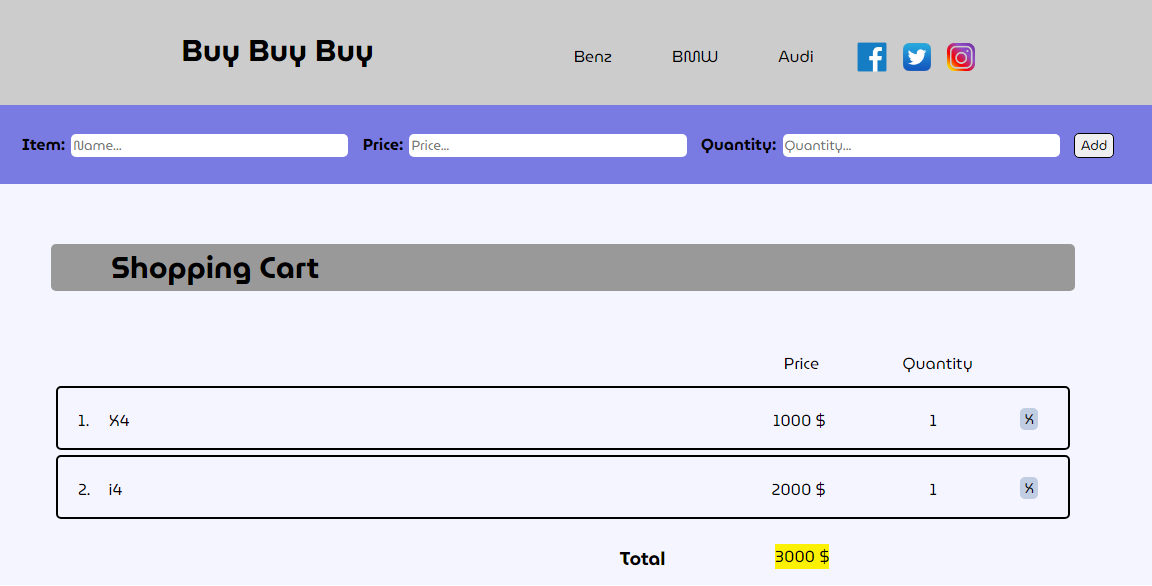 Buy Buy Buy Benz BMW Audi
Item: Name... Price: Price... Quantity: Quantity... Add
Shopping Cart
Price Quantity
1. X4 1000 $ 1 X
2. i4 2000 $ 1 X
Total 3000 $